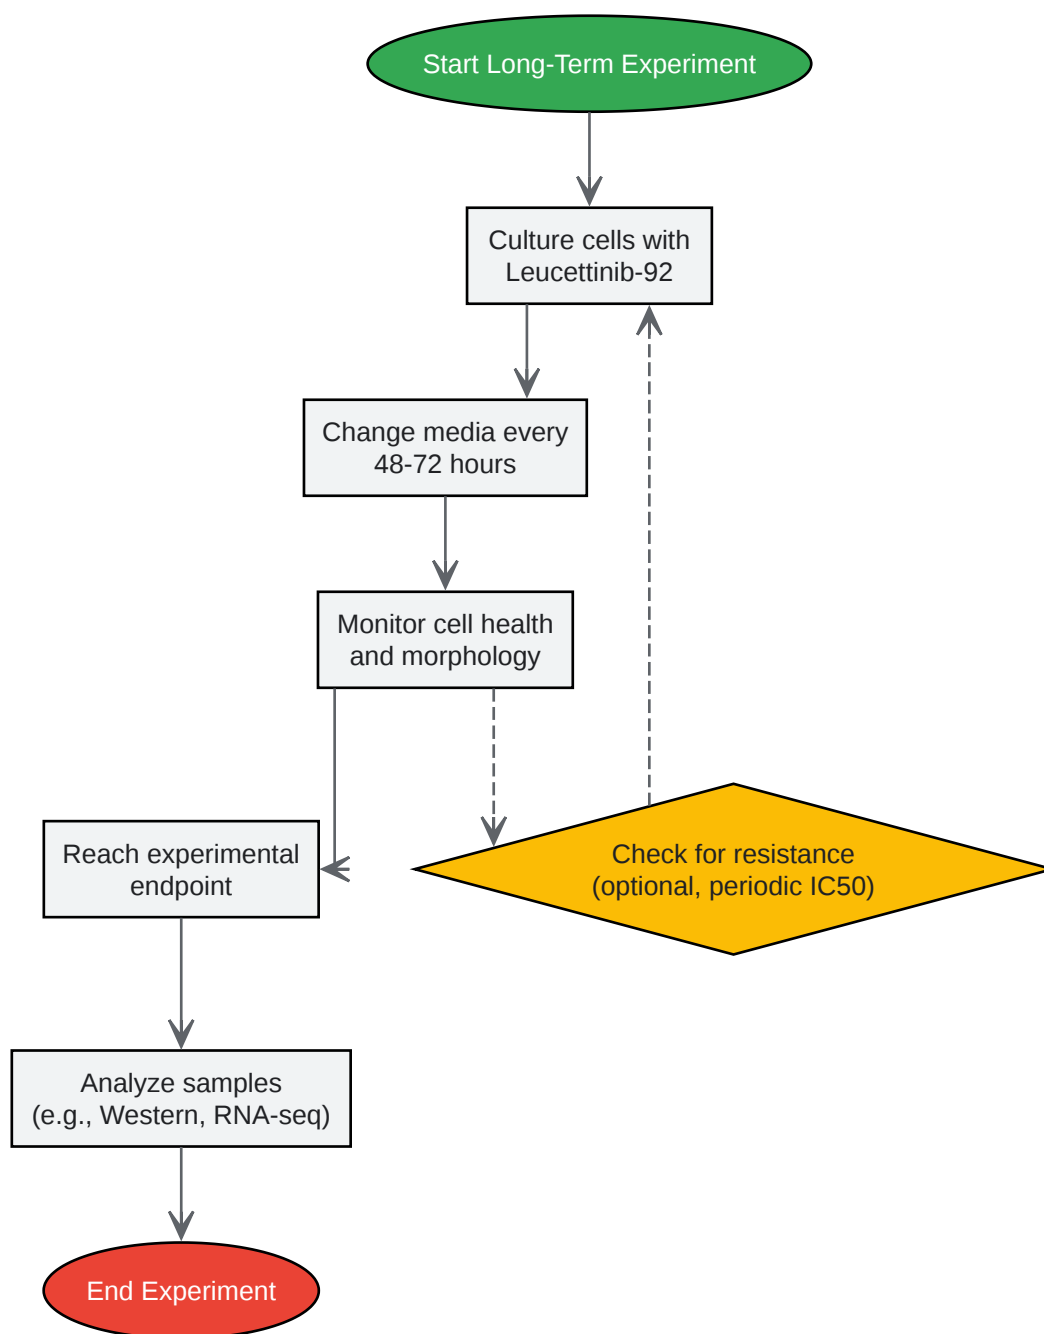 Start Long-Term Experiment
Culture cells with
Leucettinib-92
Change media every
48-72 hours
Monitor cell health
and morphology
Reach experimental
endpoint
Check for resistance
(optional, periodic IC50)
Analyze samples
(e.g., Western, RNA-seq)
End Experiment